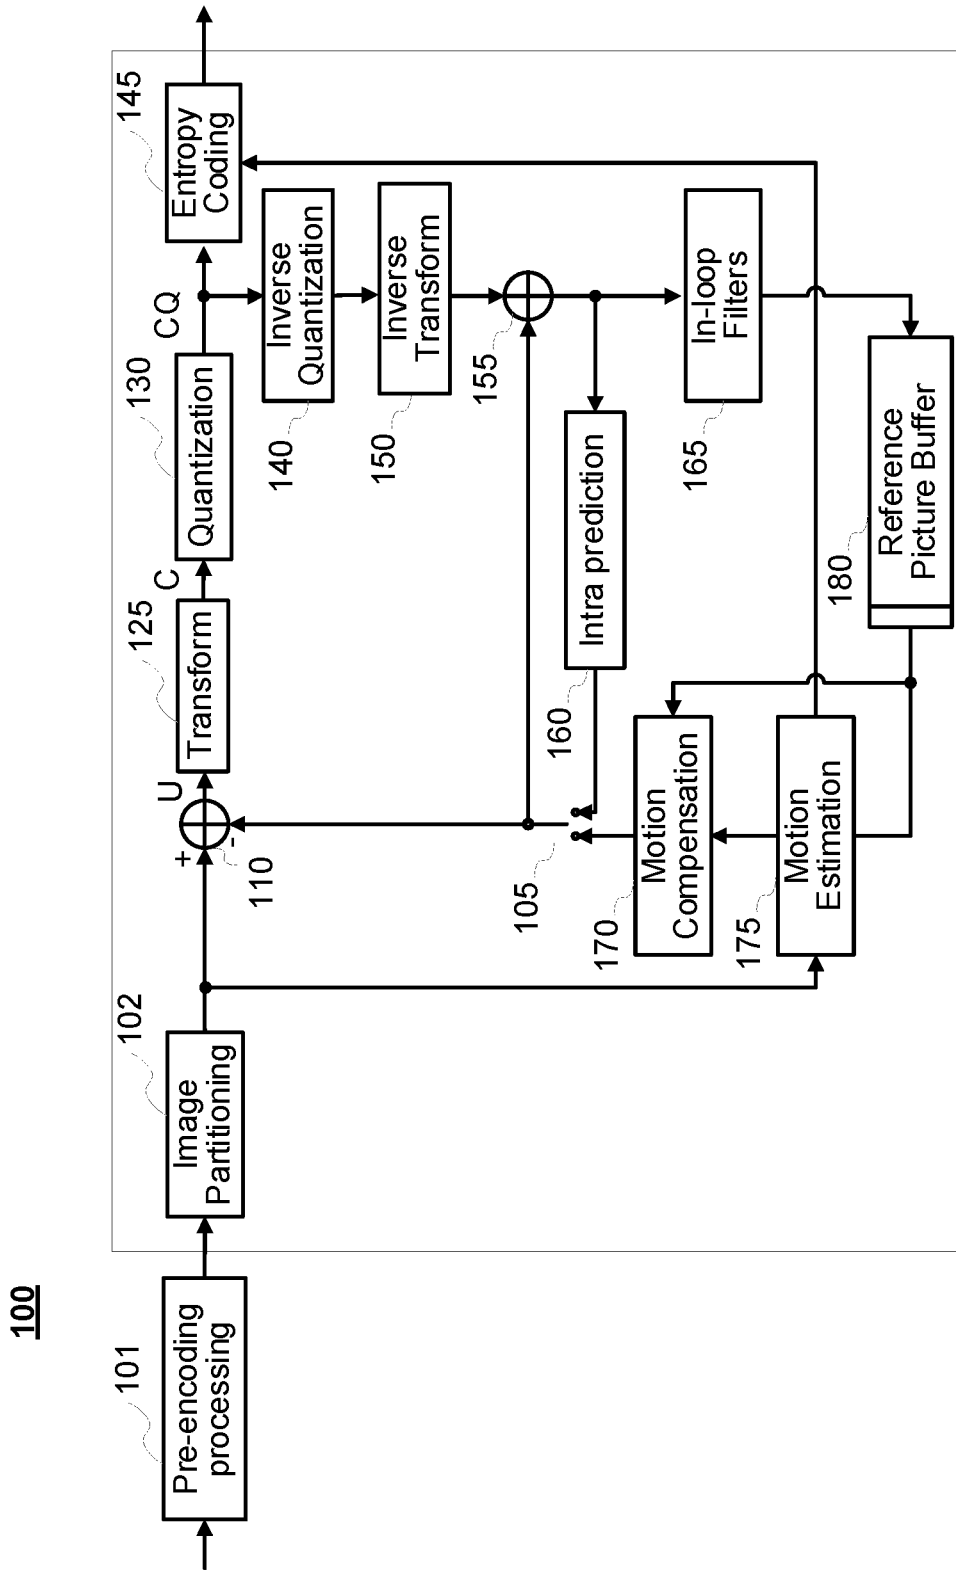 100
101
Pre-encoding
processing
102
Image
Partitioning
+
-
110
U
125
Transform
C
130
Quantization
CQ
145
Entropy
Coding
Inverse
Quantization
140
Inverse
Transform
150
155
105
Intra prediction
160
In-loop
Filters
165
170
Motion
Compensation
175
Motion
Estimation
180
Reference
Picture Buffer